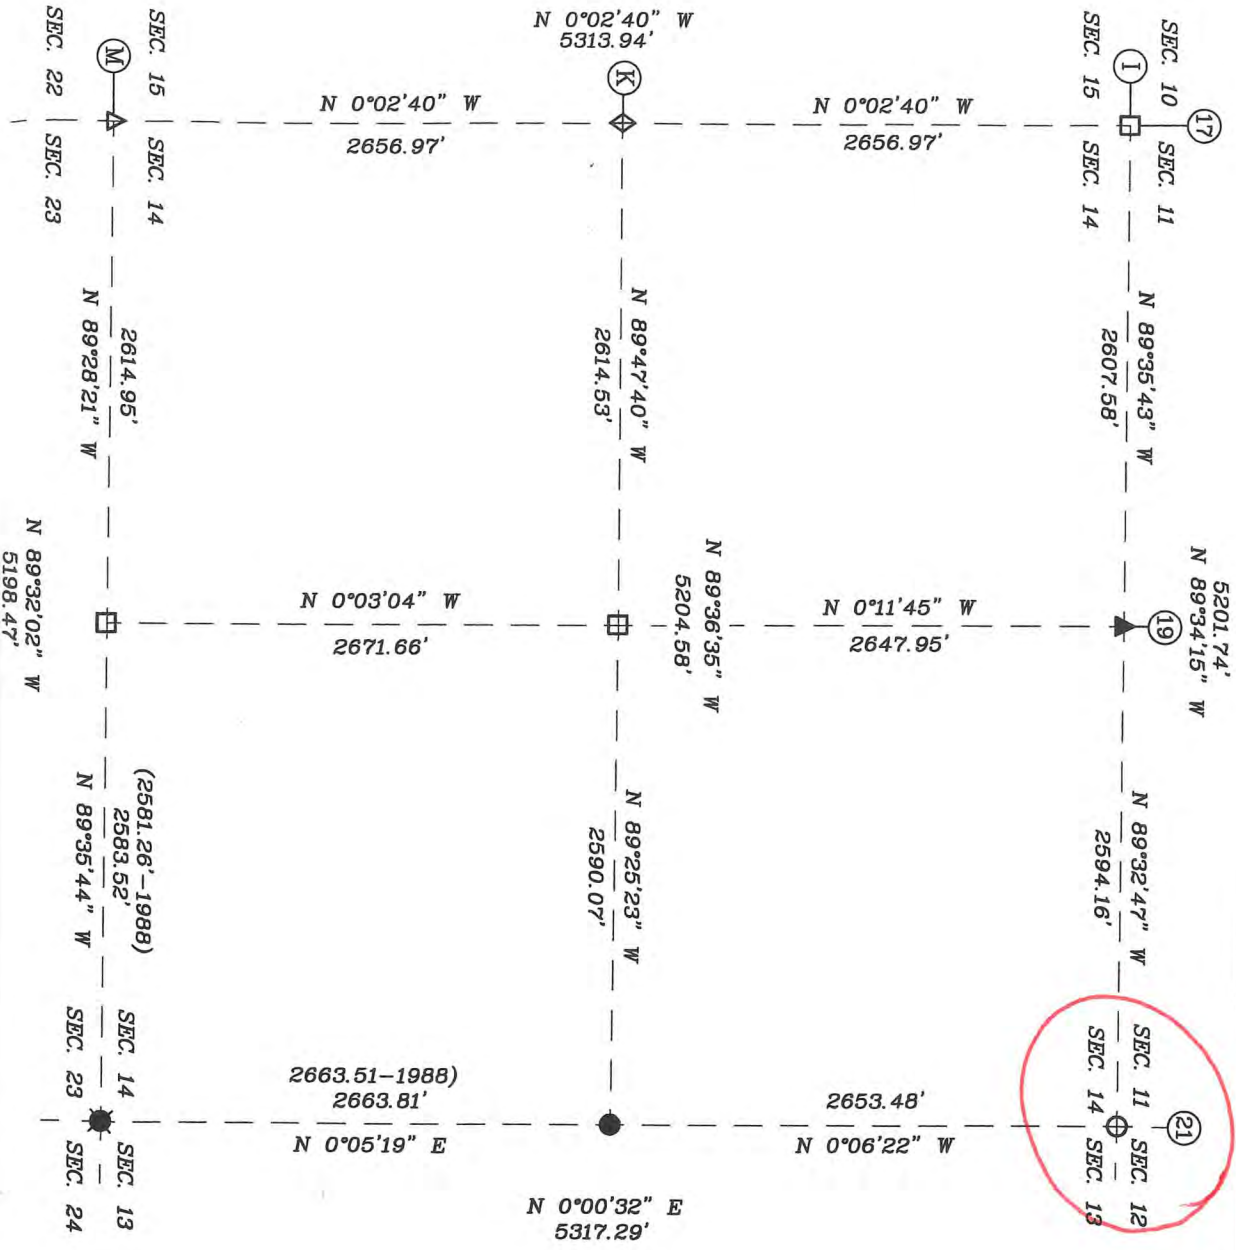 N 0°02'40" W
5313.94'
SEC. 22
SEC. 15
M
SEC. 23
SEC. 14
N 0°02'40" W
2656.97'
K
N 0°02'40" W
2656.97'
SEC. 10
SEC. 15
I
17
SEC. 11
SEC. 14
2614.95'
N 89°28'21" W
N 89°47'40" W
2614.53'
N 89°35'43" W
2607.58'
N 89°32'02" W
5198.47'
N 0°03'04" W
2671.66'
N 89°36'35" W
5204.58'
N 0°11'45" W
2647.95'
19
5201.74'
N 89°34'15" W
(2581.26'-1988)
2583.52'
N 89°35'44" W
N 89°25'23" W
2590.07'
N 89°32'47" W
2594.16'
SEC. 14
SEC. 23
SEC. 13
SEC. 24
2663.51-1988)
2663.81'
N 0°05'19" E
2653.48'
N 0°06'22" W
SEC. 11
SEC. 14
21
SEC. 12
SEC. 13
N 0°00'32" E
5317.29'